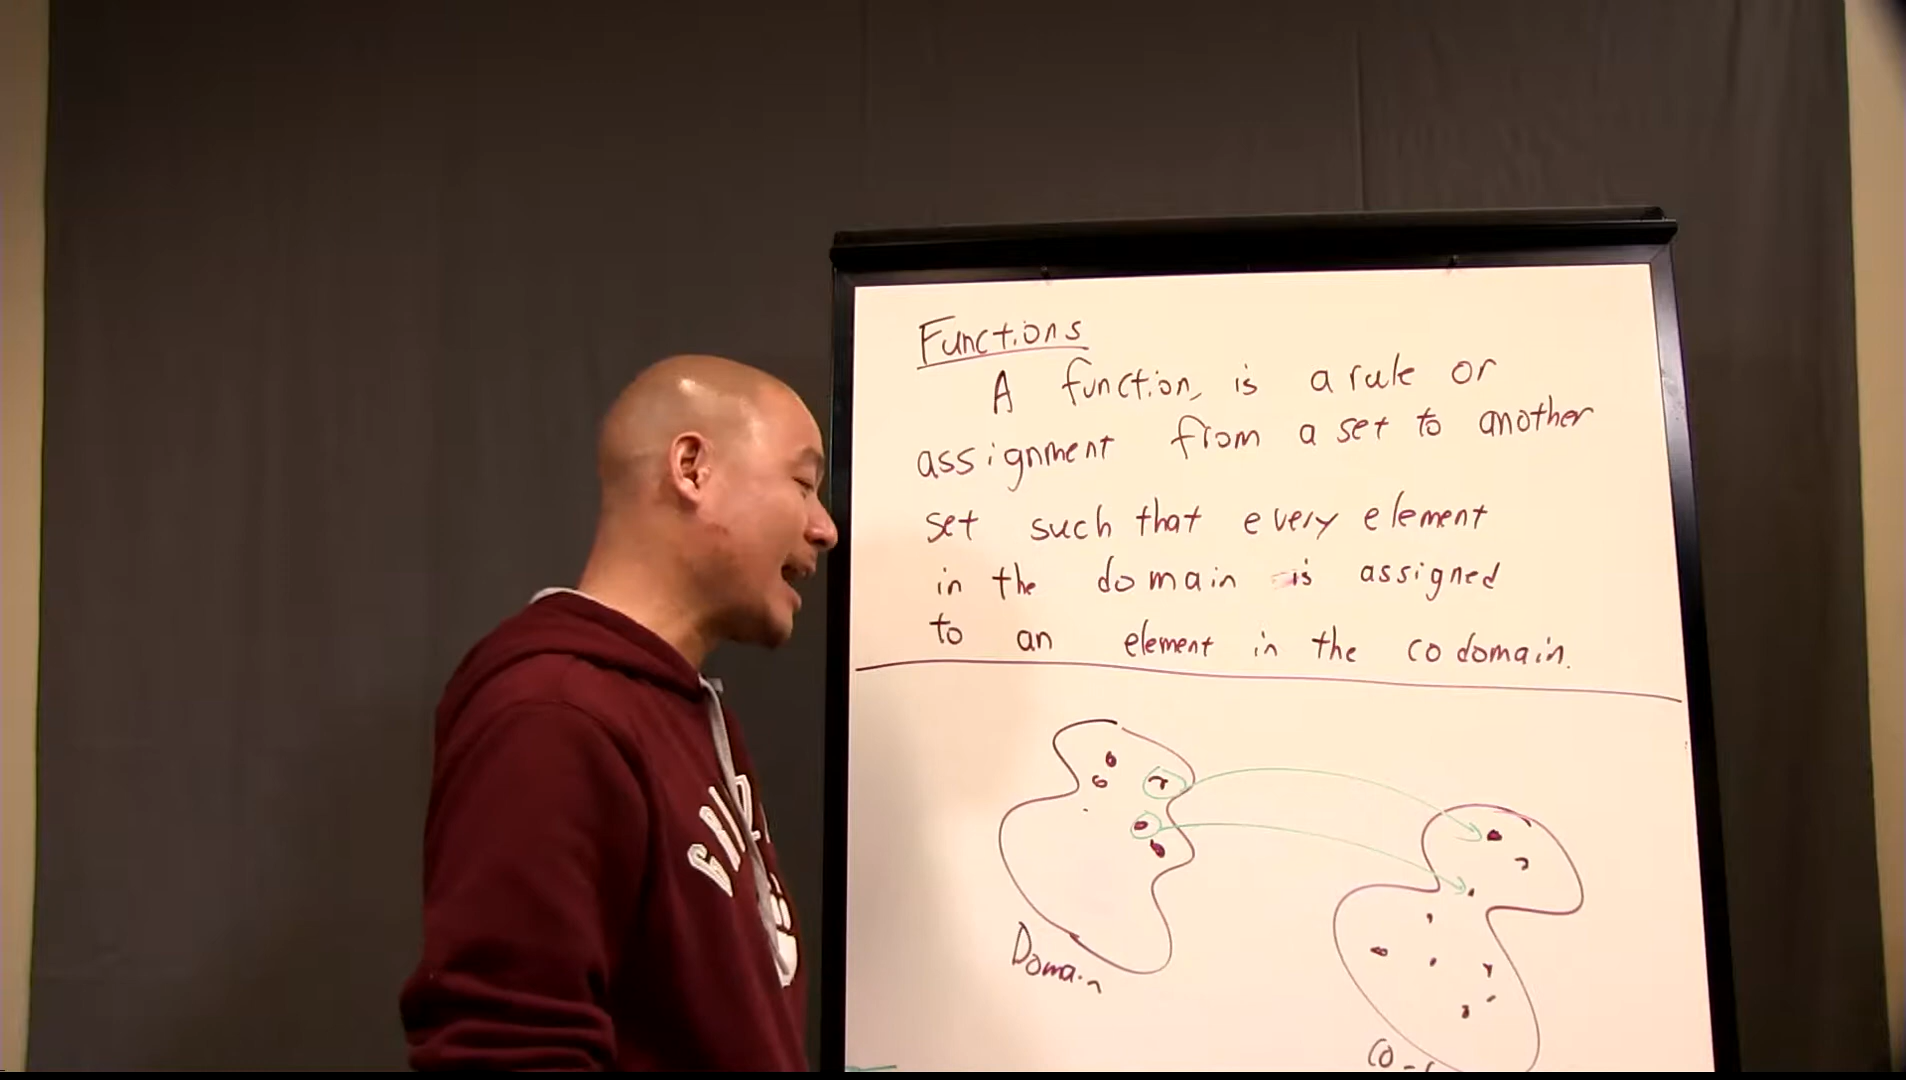 Functions
A function, is a rule or
assignment from a set to another
set such that every element
in the domain is assigned
to an element in the codomain.
Domain
Co-